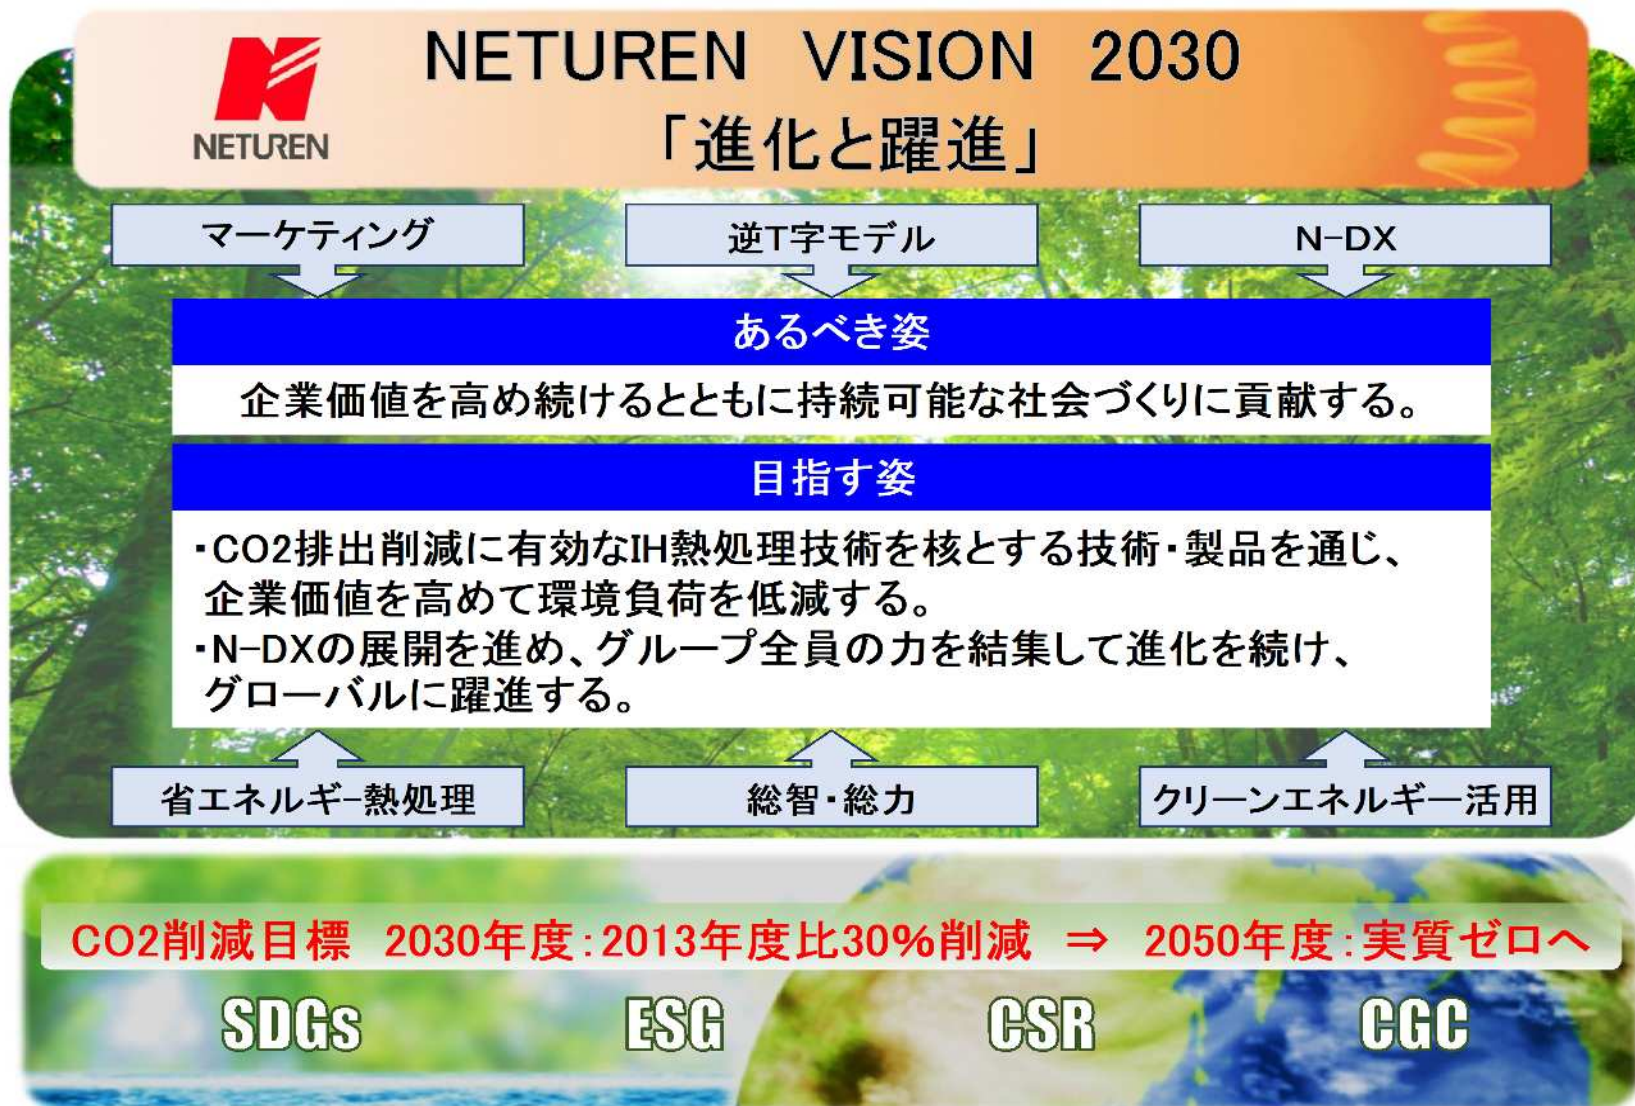 NETUREN VISION 2030
「進化と躍進」
NETUREN
マーケティング
逆T字モデル
N-DX
あるべき姿
企業価値を高め続けるとともに持続可能な社会づくりに貢献する。
目指す姿
・CO2排出削減に有効なIH熱処理技術を核とする技術・製品を通じ、
企業価値を高めて環境負荷を低減する。
・N-DXの展開を進め、グループ全員の力を結集して進化を続け、
グローバルに躍進する。
省エネルギー熱処理
総智・総力
クリーンエネルギー活用
CO2削減目標 2030年度:2013年度比30%削減 ⇒ 2050年度:実質ゼロへ
SDGs
ESG
CSR
CGC